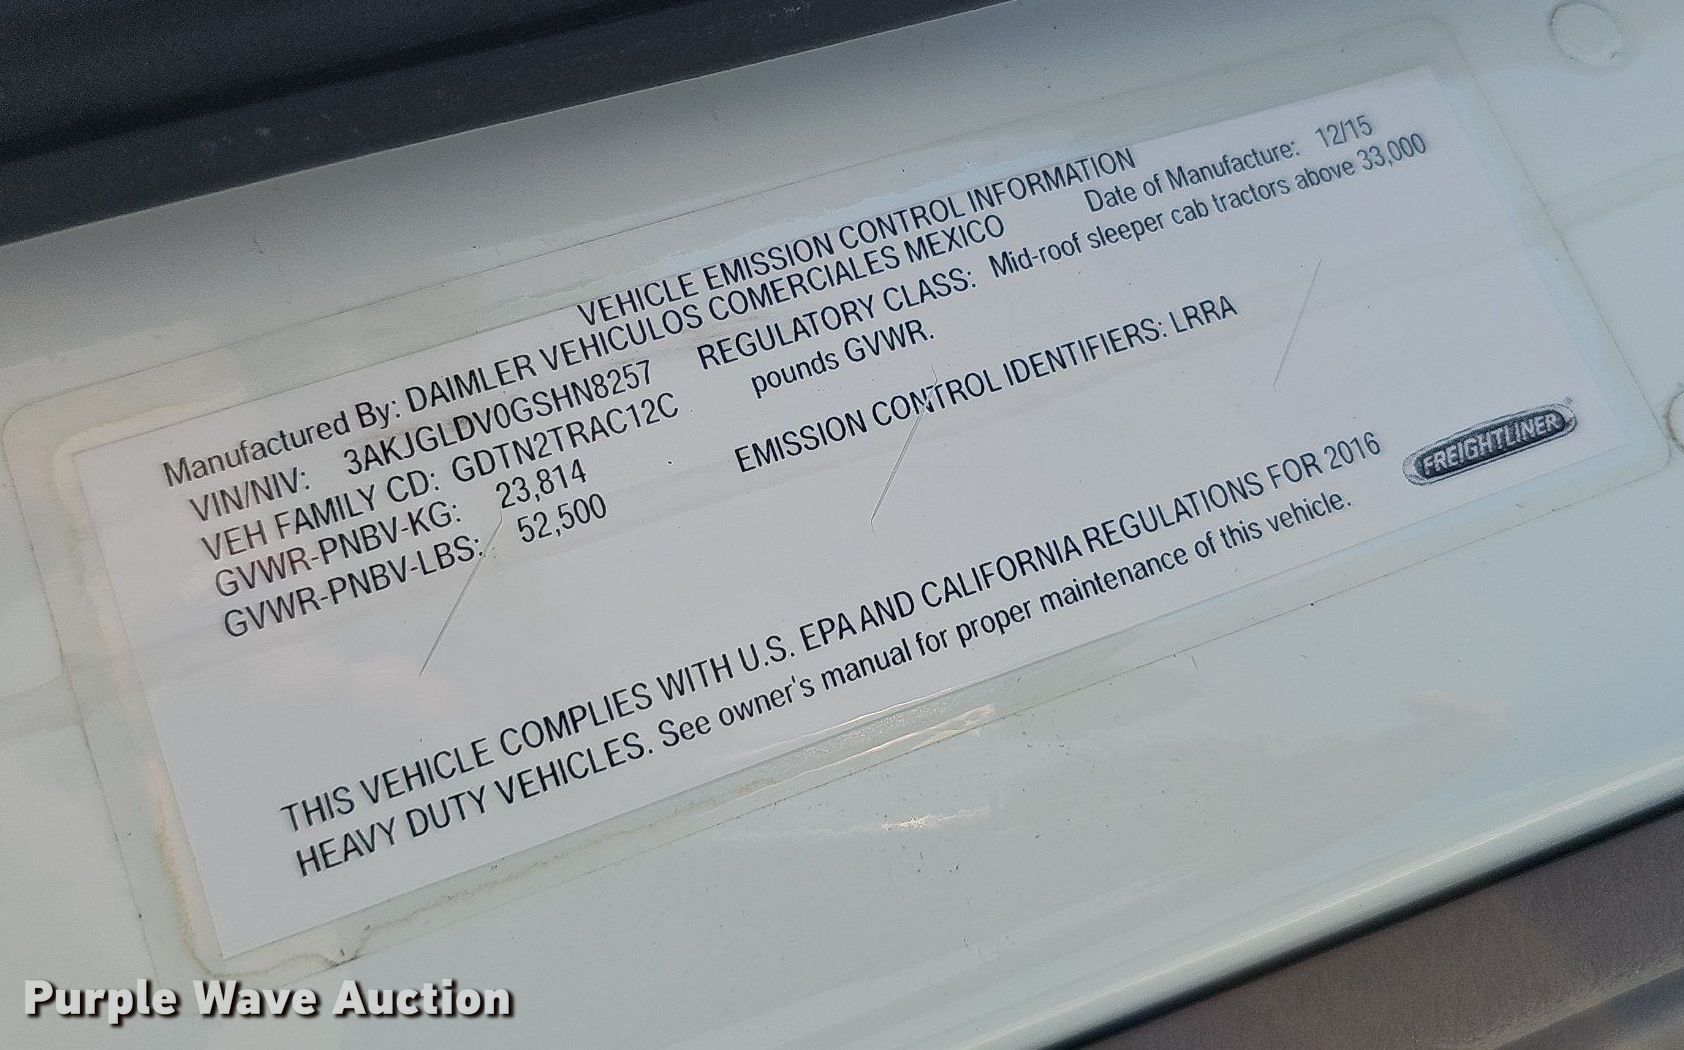 VEHICLE EMISSION CONTROL INFORMATION
Manufactured By: DAIMLER VEHICULOS COMERCIALES MEXICO
Date of Manufacture: 12/15
VIN/NIV: 3AKJGLDV0GSHN8257
REGULATORY CLASS: Mid-roof sleeper cab tractors above 33,000
pounds GVWR.
VEH FAMILY CD: GDTN2TRAC12C
GVWR-PNBV-KG: 23,814
GVWR-PNBV-LBS: 52,500
EMISSION CONTROL IDENTIFIERS: LRRA
THIS VEHICLE COMPLIES WITH U.S. EPA AND CALIFORNIA REGULATIONS FOR 2016
HEAVY DUTY VEHICLES. See owner's manual for proper maintenance of this vehicle.
FREIGHTLINER
Purple Wave Auction